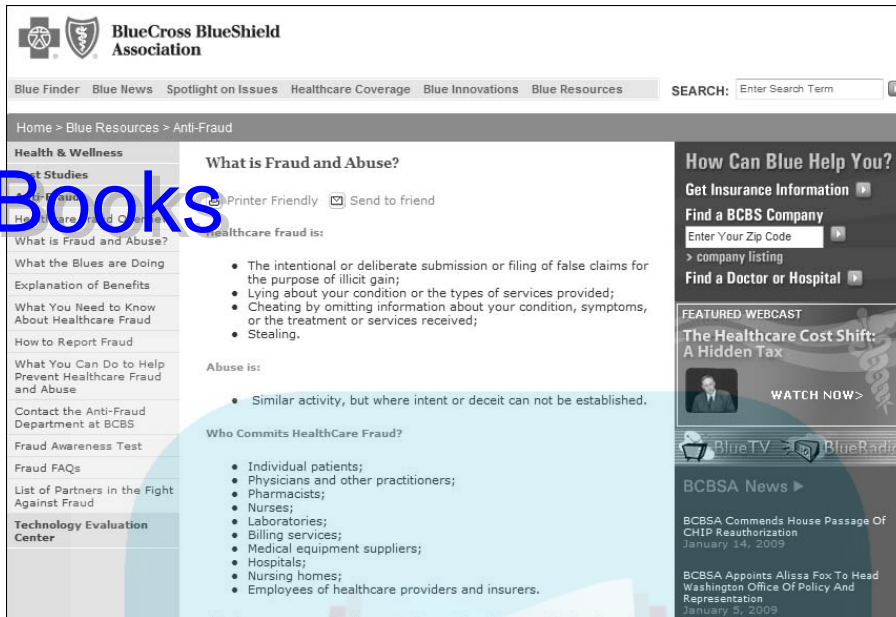 BlueCross BlueShield
Association
Blue Finder Blue News Spotlight on Issues Healthcare Coverage Blue Innovations Blue Resources
SEARCH: Enter Search Term
Home > Blue Resources > Anti-Fraud
Health & Wellness
Studies
What is Fraud?
What is Fraud and Abuse?
What the Blues are Doing
Explanation of Benefits
What You Need to Know
About Healthcare Fraud
How to Report Fraud
What You Can Do to Help
Prevent Healthcare Fraud
and Abuse
Contact the Anti-Fraud
Department at BCBS
Fraud Awareness Test
Fraud FAQs
List of Partners in the Fight
Against Fraud
Technology Evaluation
Center
Books
What is Fraud and Abuse?
Printer Friendly Send to friend
Healthcare fraud is:
• The intentional or deliberate submission or filing of false claims for
the purpose of illicit gain;
• Lying about your condition or the types of services provided;
• Cheating by omitting information about your condition, symptoms,
or the treatment or services received;
• Stealing.
Abuse is:
• Similar activity, but where intent or deceit can not be established.
Who Commits HealthCare Fraud?
• Individual patients;
• Physicians and other practitioners;
• Pharmacists;
• Nurses;
• Laboratories;
• Billing services;
• Medical equipment suppliers;
• Hospitals;
• Nursing homes;
• Employees of healthcare providers and insurers.
How Can Blue Help You?
Get Insurance Information
Find a BCBS Company
Enter Your Zip Code
> company listing
Find a Doctor or Hospital
FEATURED WEBCAST
The Healthcare Cost Shift:
A Hidden Tax
WATCH NOW>
BlueTV BlueRadio
BCBSA News
BCBSA Commends House Passage Of
CHIP Reauthorization
January 14, 2009
BCBSA Appoints Alissa Fox To Head
Washington Office Of Policy And
Representation
January 5, 2009